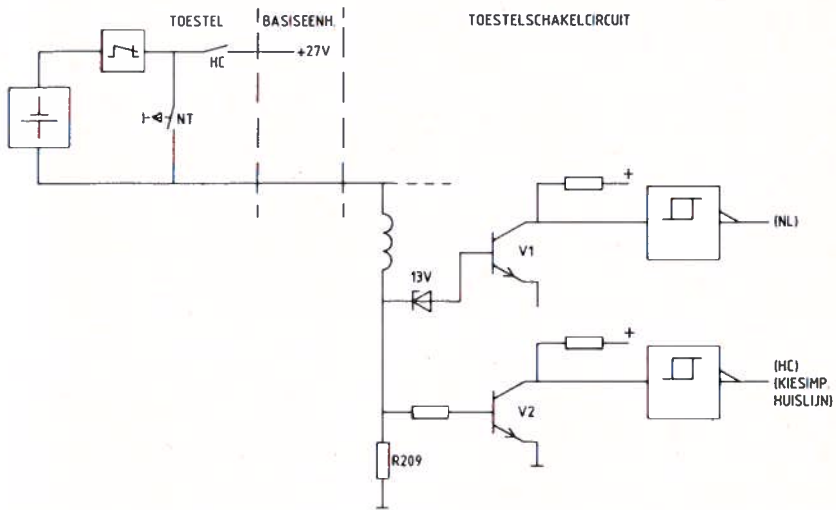 TOESTEL
BASISEENH.
TOESTELSCHAKELCIRCUIT
HC
+27V
NT
+
(NL)
V1
13V
+
(HC)
(KIESIMP.
HUISLIJN)
V2
R209